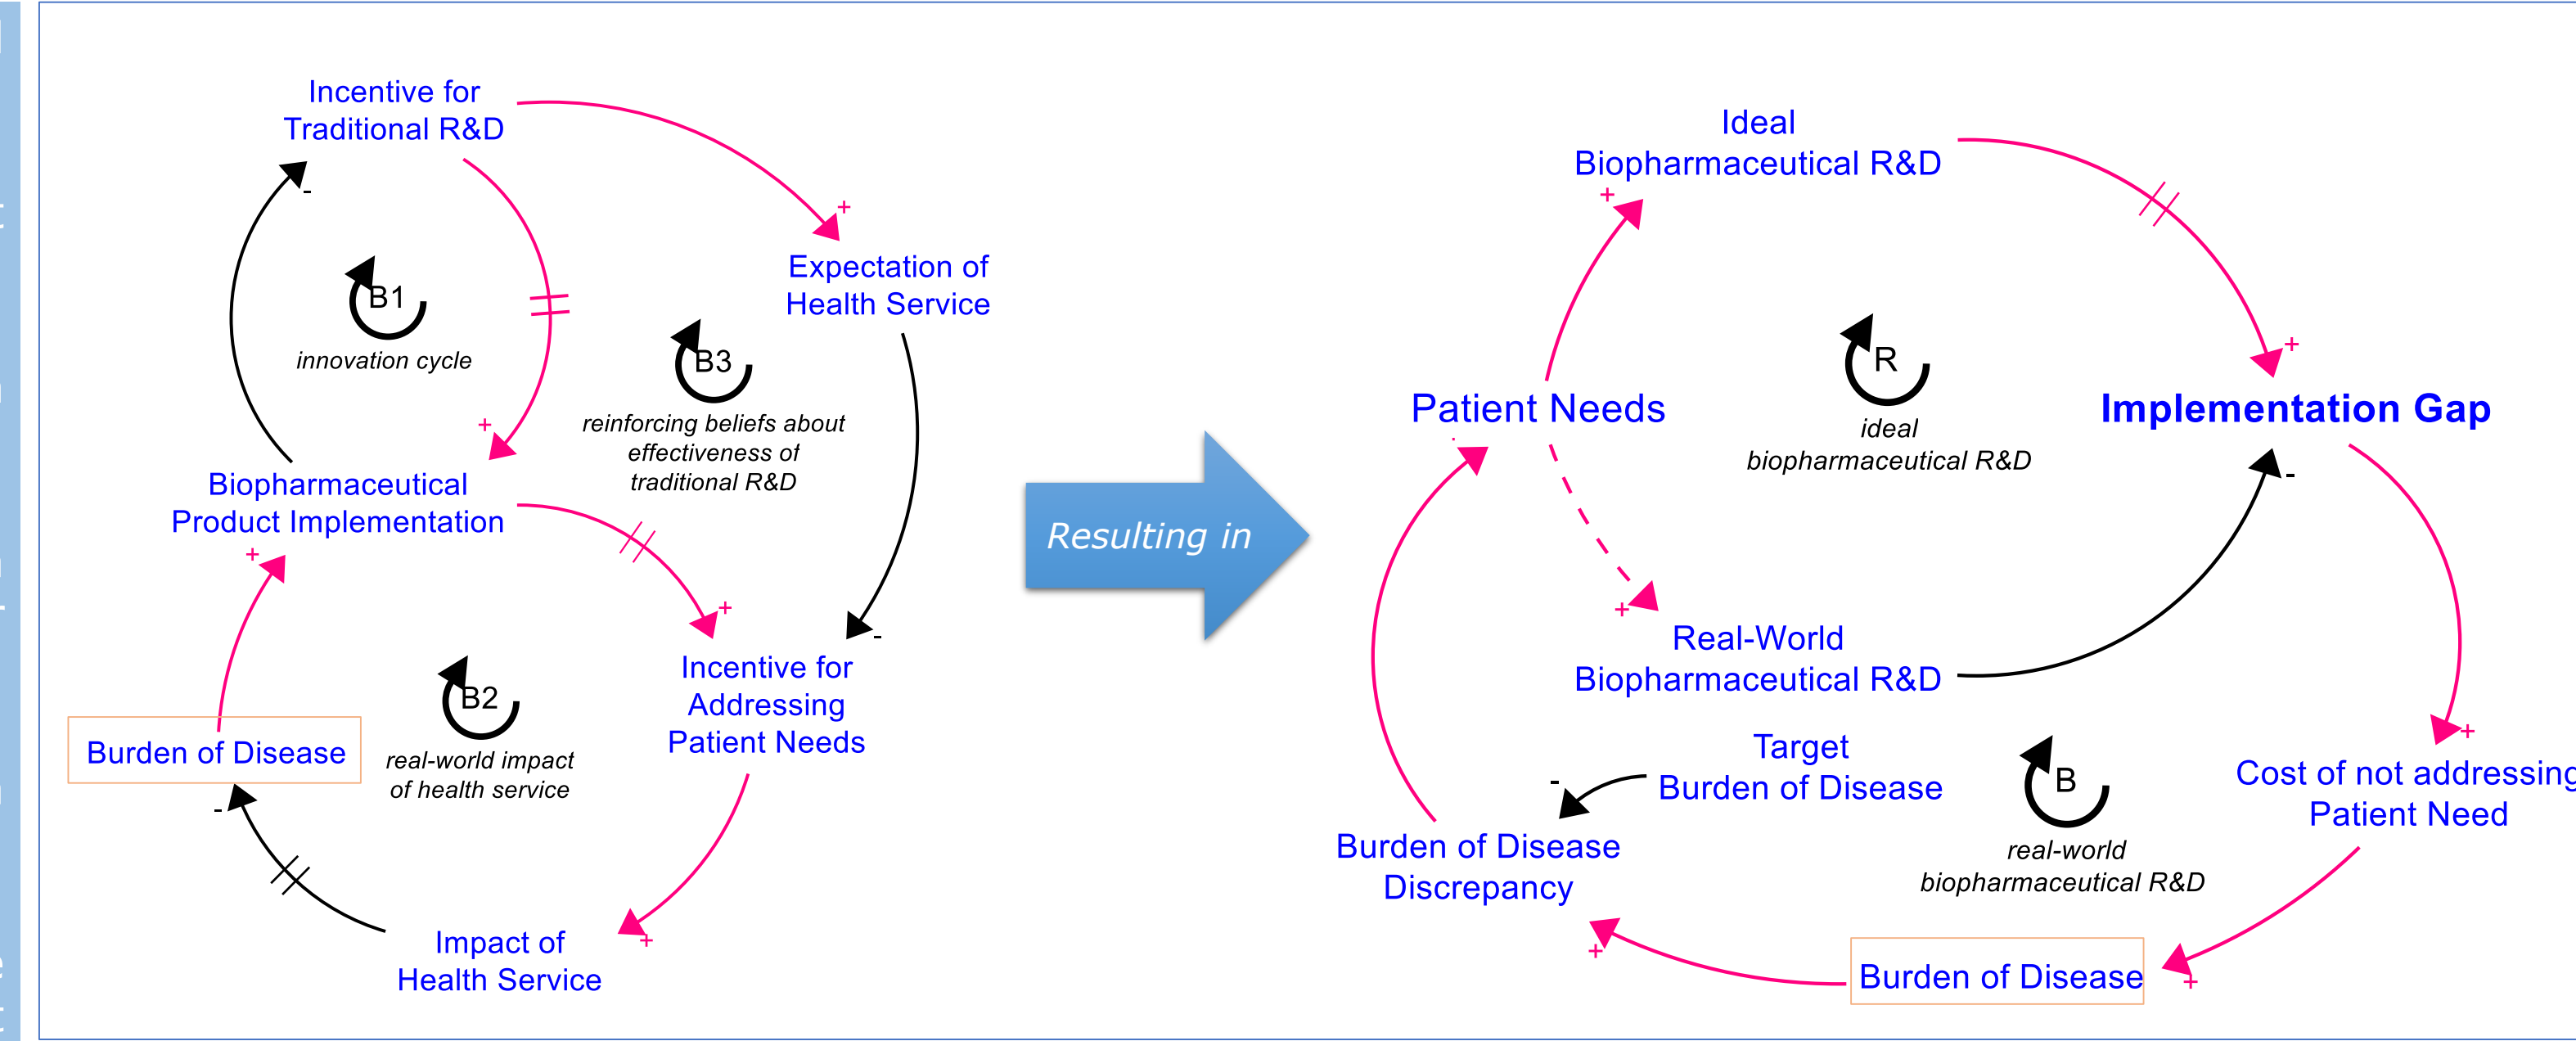 Incentive for
Traditional R&D
+
-
Expectation of
Health Service
B1
innovation cycle
B3
reinforcing beliefs about
effectiveness of
traditional R&D
+
Biopharmaceutical
Product Implementation
+
+
-
Incentive for
Addressing
Patient Needs
B2
real-world impact
of health service
Burden of Disease
-
+
Impact of
Health Service
Resulting in
Ideal
Biopharmaceutical R&D
+
+
R
ideal
biopharmaceutical R&D
Patient Needs
Implementation Gap
-
+
Real-World
Biopharmaceutical R&D
Target
Burden of Disease
-
+
B
real-world
biopharmaceutical R&D
Cost of not addressing
Patient Need
Burden of Disease
Discrepancy
+
Burden of Disease
+